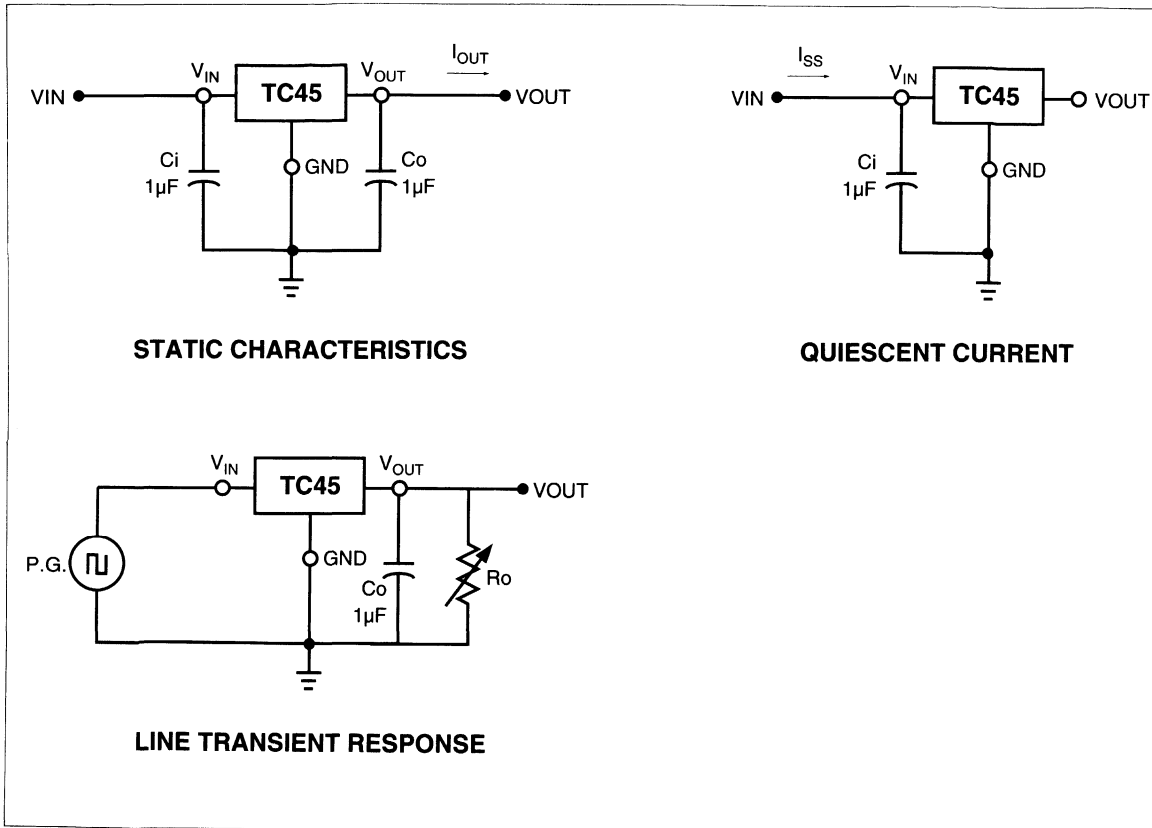 V_IN
TC45
V_OUT
I_OUT
VIN
VOUT
Ci
1µF
GND
Co
1µF
STATIC CHARACTERISTICS
I_SS
V_IN
TC45
VIN
VOUT
Ci
1µF
GND
QUIESCENT CURRENT
V_IN
TC45
V_OUT
VOUT
P.G.
GND
Co
1µF
Ro
LINE TRANSIENT RESPONSE